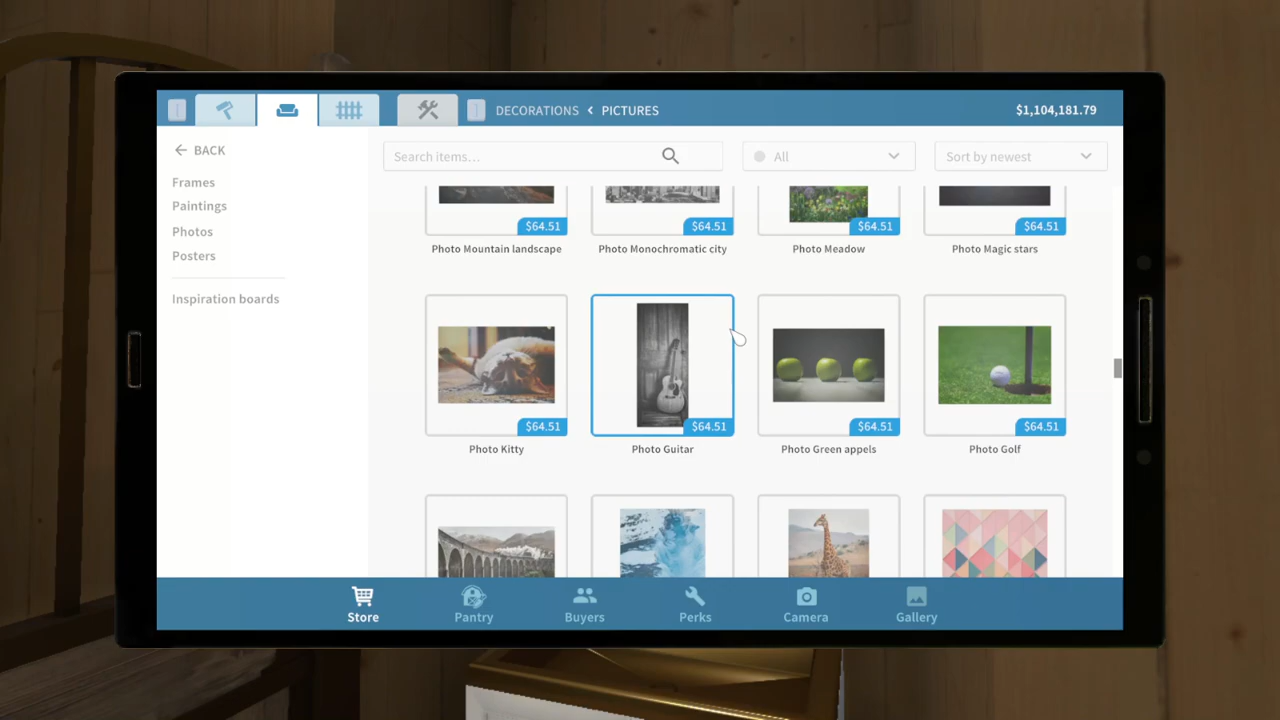 DECORATIONS < PICTURES
$1,104,181.79
BACK
Frames
Paintings
Photos
Posters
Inspiration boards
Search items...
All
Sort by newest
$64.51
$64.51
$64.51
$64.51
Photo Mountain landscape
Photo Monochromatic city
Photo Meadow
Photo Magic stars
$64.51
$64.51
$64.51
$64.51
Photo Kitty
Photo Guitar
Photo Green appels
Photo Golf
Store
Pantry
Buyers
Perks
Camera
Gallery